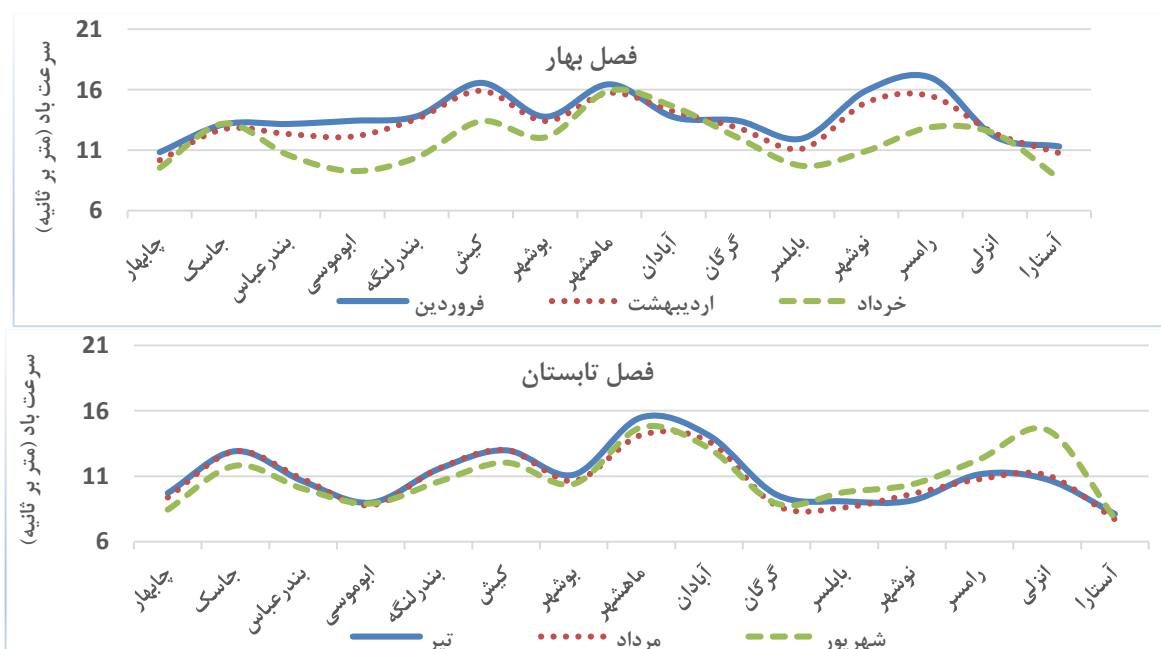 فصل بهار
سرعت باد (متر بر ثانیه)
21
16
11
6
چابهار
جاسک
بندرعباس
ابوموسی
بندرلنگه
کیش
بوشهر
ماهشهر
آبادان
گرگان
بابلسر
نوشهر
رامسر
انزلی
آستارا
فروردین
اردیبهشت
خرداد
فصل تابستان
سرعت باد (متر بر ثانیه)
21
16
11
6
چابهار
جاسک
بندرعباس
ابوموسی
بندرلنگه
کیش
بوشهر
ماهشهر
آبادان
گرگان
بابلسر
نوشهر
رامسر
انزلی
آستارا
تیر
مرداد
شهریور